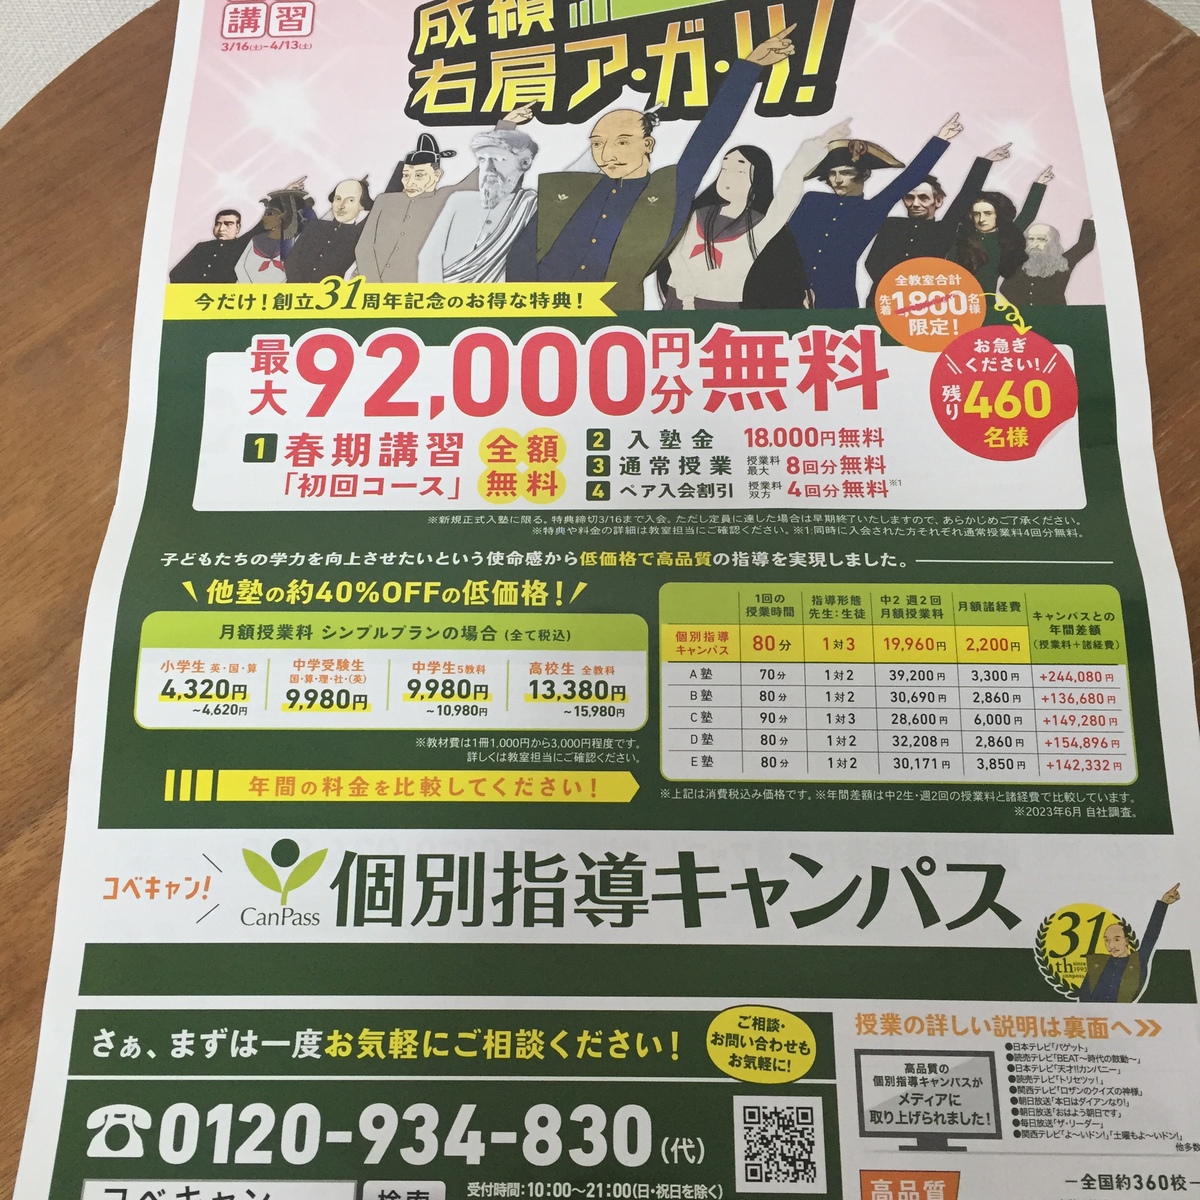 講習
3/16(土)-4/13(土)
成績
右肩ア・ガ・リ!
今だけ!創立31周年記念のお得な特典!
全教室合計
先着1,800名様
限定!
お急ぎ
ください!
残り460
名様
最大92,000円分無料
1 春期講習 全額
「初回コース」 無料
2 入塾金 18,000円無料
3 通常授業 授業料最大 8回分無料
4 ペア入会割引 授業料双方 4回分無料※1
※新規正式入塾に限る。特典締切3/16まで入会。ただし定員に達した場合は早期終了いたしますので、あらかじめご了承ください。
※特典や料金の詳細は教室担当にご確認ください。※1:同時に入会された方それぞれ通常授業料4回分無料。
子どもたちの学力を向上させたいという使命感から低価格で高品質の指導を実現しました。
他塾の約40%OFFの低価格!
月額授業料 シンプルプランの場合(全て税込)
小学生 英・国・算
4,320円
~4,620円
中学受験生
国・算・理・社・(英)
9,980円
中学生 5教科
9,980円
~10,980円
高校生 全教科
13,380円
~15,980円
※教材費は1冊1,000円から3,000円程度です。
詳しくは教室担当にご確認ください。
年間の料金を比較してください!
1回の授業時間 指導形態先生:生徒 中2 週2回月額授業料 月額諸経費 キャンパスとの年間差額(授業料+諸経費)
個別指導キャンパス 80分 1対3 19,960円 2,200円
A塾 70分 1対2 39,200円 3,300円 +244,080円
B塾 80分 1対2 30,690円 2,860円 +136,680円
C塾 90分 1対3 28,600円 6,000円 +149,280円
D塾 80分 1対2 32,208円 2,860円 +154,896円
E塾 80分 1対2 30,171円 3,850円 +142,332円
※上記は消費税込み価格です。※年間差額は中2生・週2回の授業料と諸経費で比較しています。
※2023年6月 自社調査。
コベキャン!
CanPass
個別指導キャンパス
31
th
since
1993
さぁ、まずは一度お気軽にご相談ください!
ご相談・
お問い合わせも
お気軽に!
0120-934-830(代)
コベキャン 検索
受付時間:10:00~21:00(日・祝日を除く)
授業の詳しい説明は裏面へ
高品質の
個別指導キャンパスが
メディアに
取り上げられました!
●日本テレビ「バゲット」
●読売テレビ「BEAT~時代の鼓動~」
●日本テレビ「天才!!カンパニー」
●読売テレビ「トリセツッ!」
●関西テレビ「ロザンのクイズの神様」
●朝日放送「本日はダイアンなり!」
●朝日放送「おはよう朝日です」
●毎日放送「ザ・リーダー」
●関西テレビ「よ~いドン!」「土曜もよ~いドン!」
他多数
高品質
全国約360校